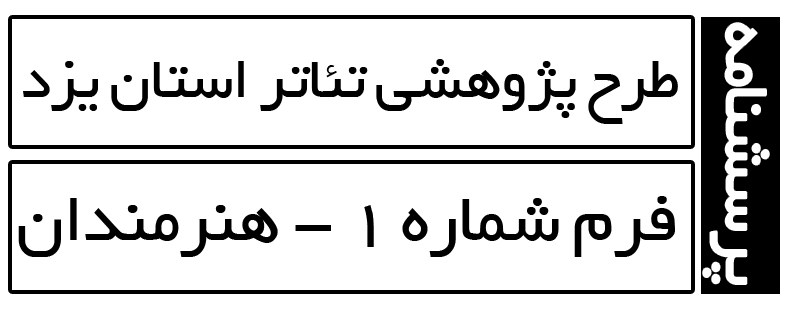 پرسشنامه
طرح پژوهشی تئاتر استان یزد
فرم شماره ۱ - هنرمندان